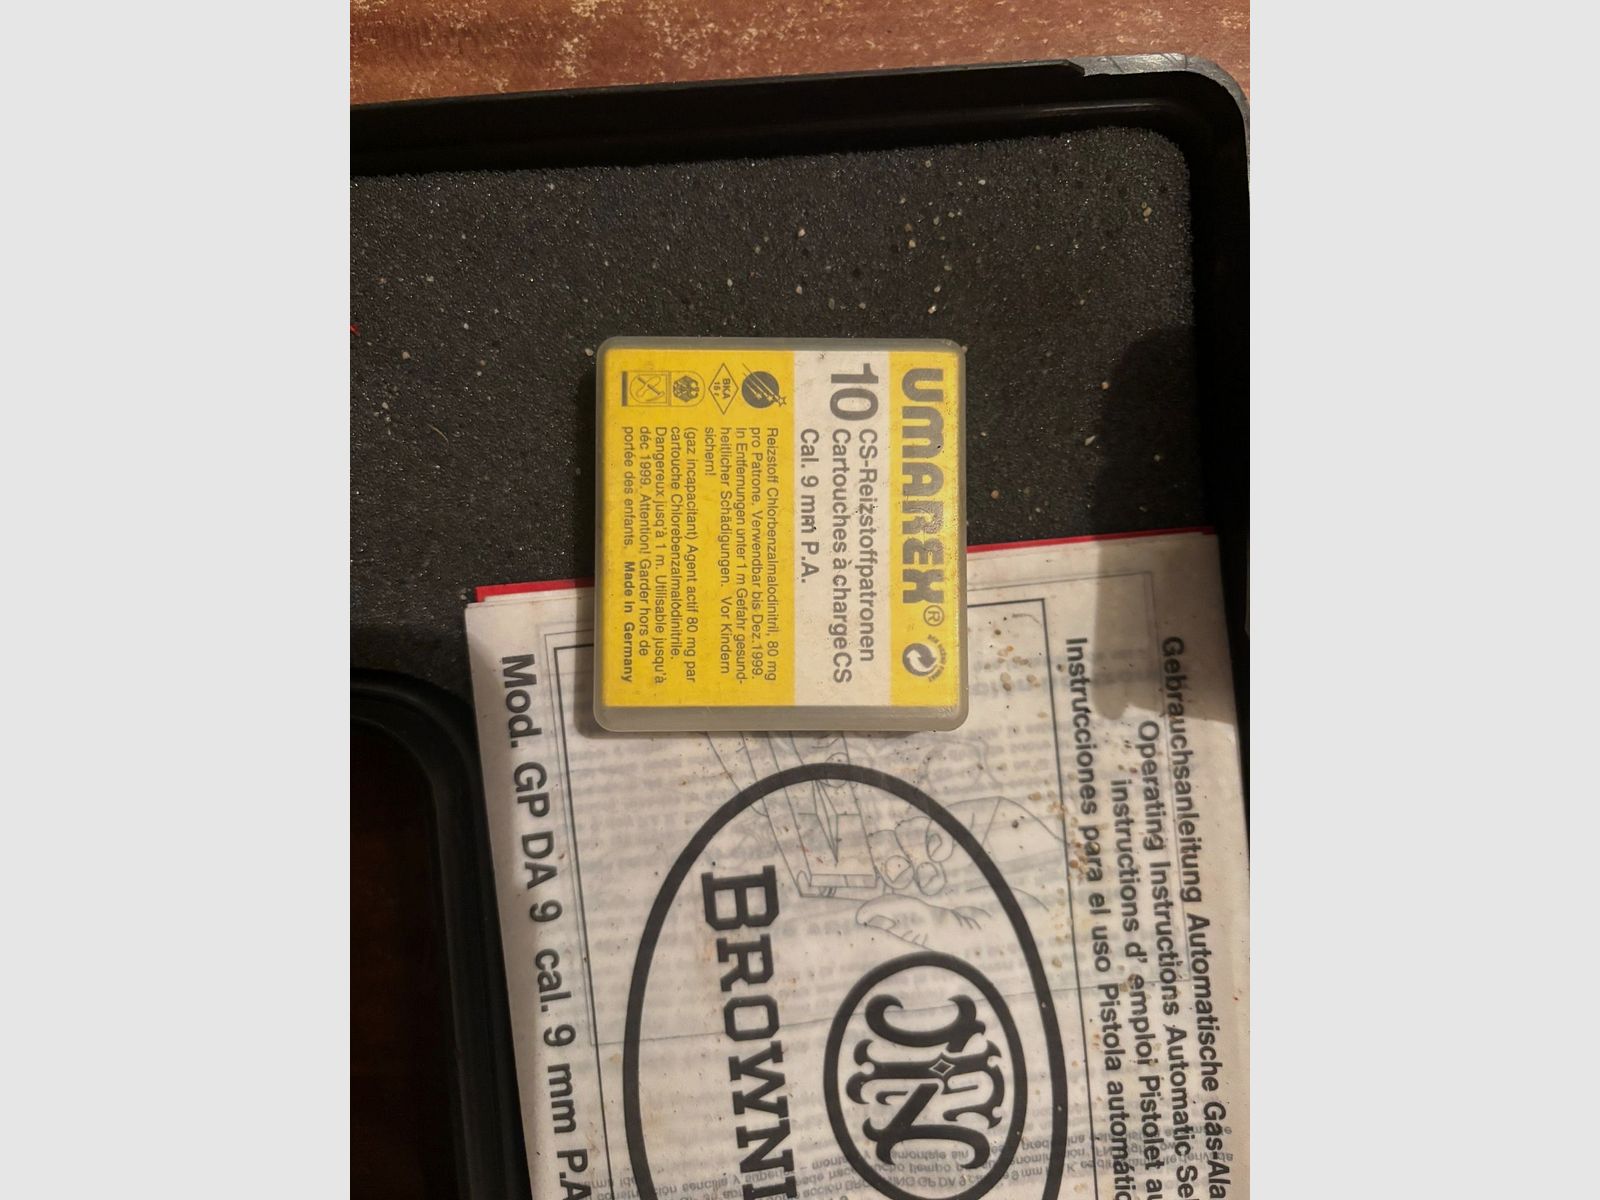 UMAREX®
10 CS-Reizstoffpatronen
Cartouches à charge CS
Cal. 9 mm P.A.
Reizstoff Chlorbenzalmalodinitril, 80 mg
pro Patrone. Verwendbar bis Dez.1999.
In Entfernungen unter 1 m Gefahr gesund-
heitlicher Schädigungen. Vor Kindern
sichern!
(gaz incapacitant) Agent actif 80 mg par
cartouche Chlorebenzalmalodinitrile.
Dangereux jusq'à 1 m. Utilisable jusqu'à
déc 1999. Attention! Garder hors de
portée des enfants. Made in Germany
BKA
Gebrauchsanleitung Automatische Gas-Ala
Operating Instructions Automatic Se
instructions d' emploi Pistolet au
Instrucciones para el uso Pistola automátic
FN
BROWNI
Mod. GP DA 9 cal. 9 mm P.A